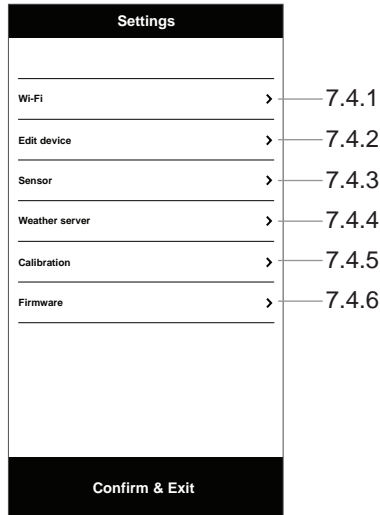 Settings
Wi-Fi 7.4.1
Edit device 7.4.2
Sensor 7.4.3
Weather server 7.4.4
Calibration 7.4.5
Firmware 7.4.6
Confirm & Exit